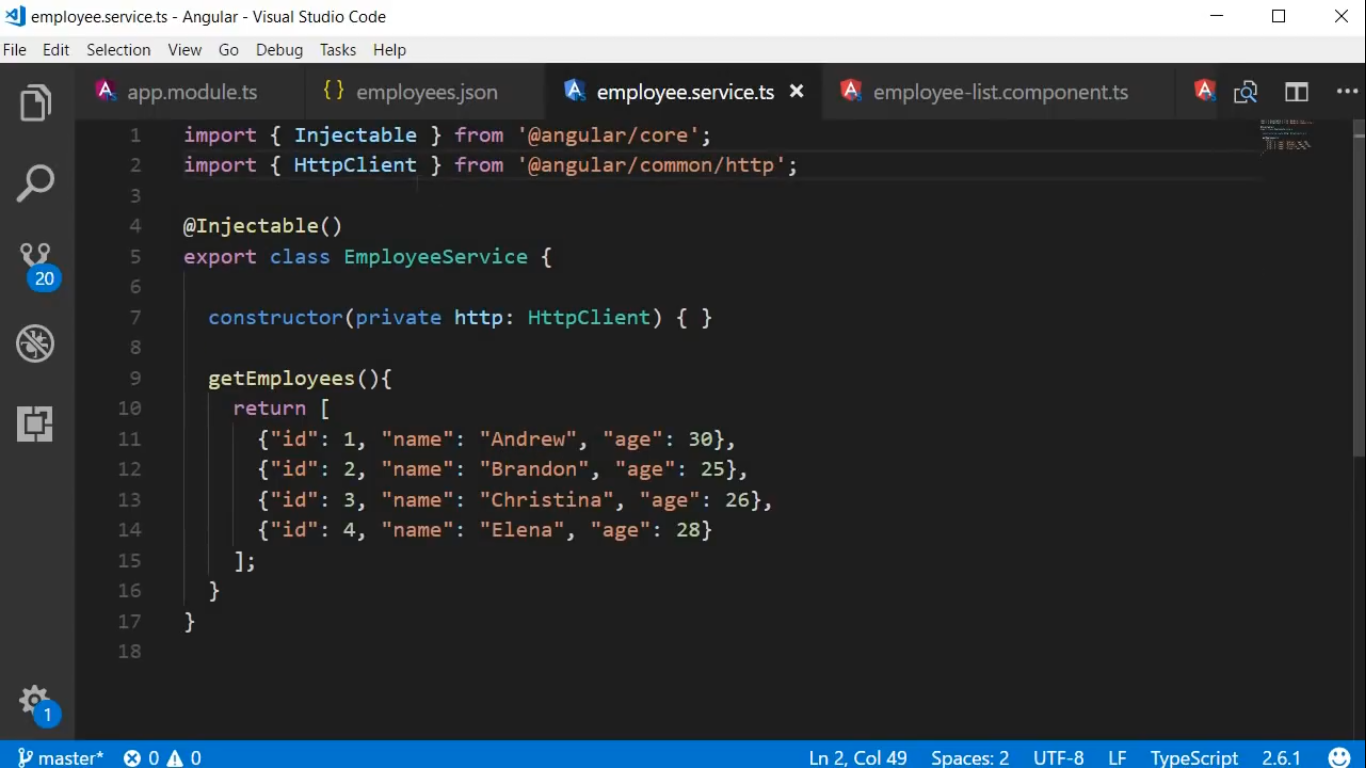 employee.service.ts - Angular - Visual Studio Code
File Edit Selection View Go Debug Tasks Help
app.module.ts { } employees.json employee.service.ts employee-list.component.ts
1 import { Injectable } from '@angular/core';
2 import { HttpClient } from '@angular/common/http';
3
4 @Injectable()
5 export class EmployeeService {
6
7 constructor(private http: HttpClient) { }
8
9 getEmployees(){
10 return [
11 {"id": 1, "name": "Andrew", "age": 30},
12 {"id": 2, "name": "Brandon", "age": 25},
13 {"id": 3, "name": "Christina", "age": 26},
14 {"id": 4, "name": "Elena", "age": 28}
15 ];
16 }
17 }
18
20
1
master* 0 0 Ln 2, Col 49 Spaces: 2 UTF-8 LF TypeScript 2.6.1